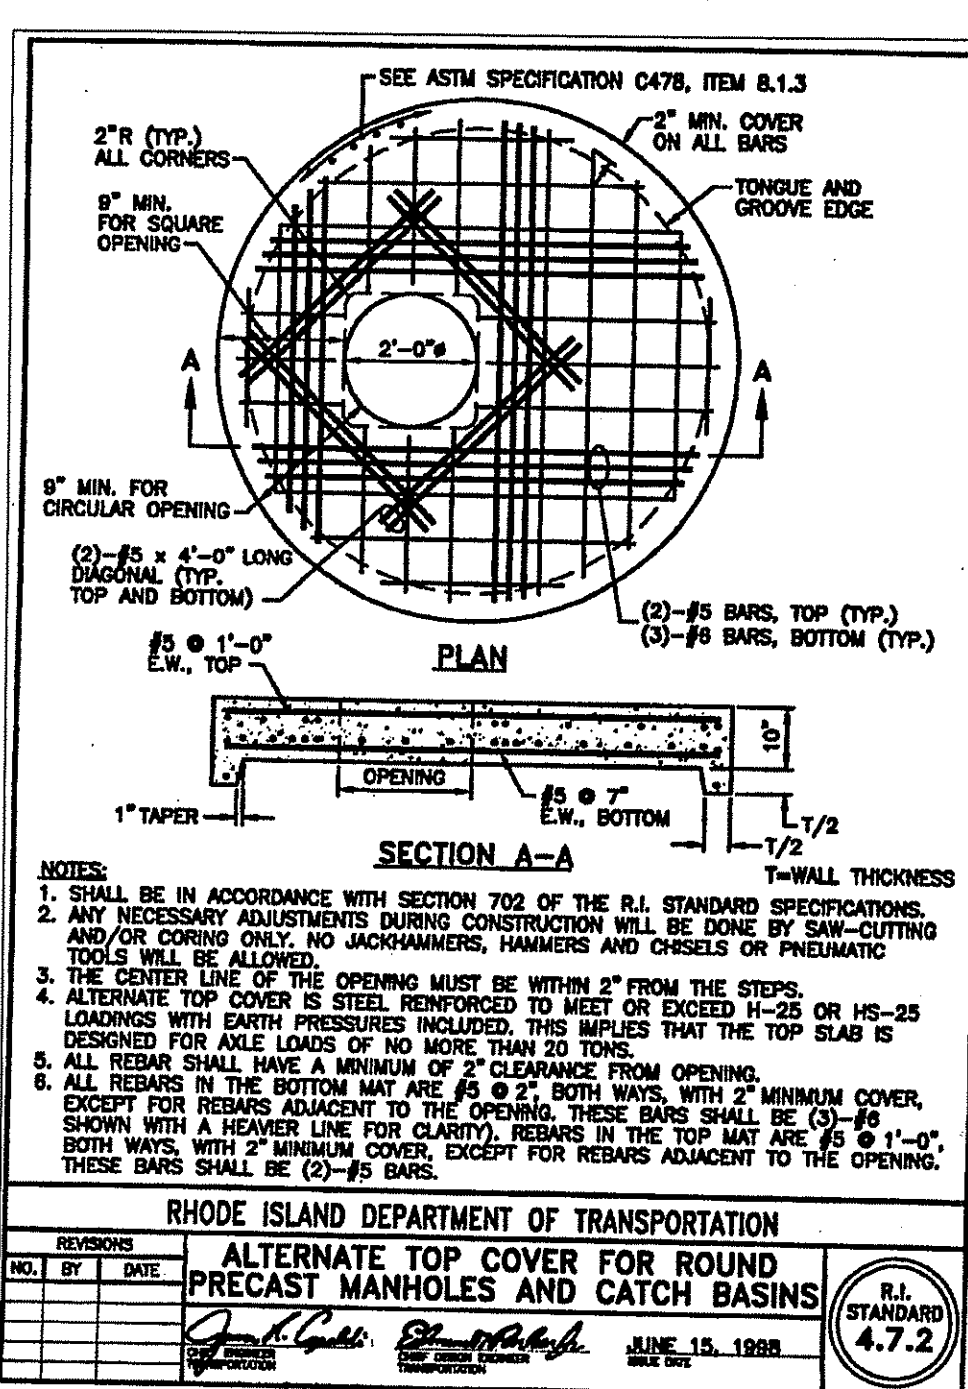 SEE ASTM SPECIFICATION C478, ITEM 8.1.3
2"R (TYP.)
ALL CORNERS
2" MIN. COVER
ON ALL BARS
9" MIN.
FOR SQUARE
OPENING
TONGUE AND
GROOVE EDGE
2'-0"ø
A
A
9" MIN. FOR
CIRCULAR OPENING
(2)-#5 x 4'-0" LONG
DIAGONAL (TYP.
TOP AND BOTTOM)
(2)-#5 BARS, TOP (TYP.)
(3)-#6 BARS, BOTTOM (TYP.)
PLAN
#5 @ 1'-0"
E.W., TOP
10"
OPENING
#5 @ 7"
E.W., BOTTOM
1" TAPER
T/2
T/2
SECTION A-A
T=WALL THICKNESS
NOTES:
1. SHALL BE IN ACCORDANCE WITH SECTION 702 OF THE R.I. STANDARD SPECIFICATIONS.
2. ANY NECESSARY ADJUSTMENTS DURING CONSTRUCTION WILL BE DONE BY SAW-CUTTING
AND/OR CORING ONLY. NO JACKHAMMERS, HAMMERS AND CHISELS OR PNEUMATIC
TOOLS WILL BE ALLOWED.
3. THE CENTER LINE OF THE OPENING MUST BE WITHIN 2" FROM THE STEPS.
4. ALTERNATE TOP COVER IS STEEL REINFORCED TO MEET OR EXCEED H-25 OR HS-25
LOADINGS WITH EARTH PRESSURES INCLUDED. THIS IMPLIES THAT THE TOP SLAB IS
DESIGNED FOR AXLE LOADS OF NO MORE THAN 20 TONS.
5. ALL REBAR SHALL HAVE A MINIMUM OF 2" CLEARANCE FROM OPENING.
6. ALL REBARS IN THE BOTTOM MAT ARE #5 @ 2", BOTH WAYS, WITH 2" MINIMUM COVER,
EXCEPT FOR REBARS ADJACENT TO THE OPENING. THESE BARS SHALL BE (3)-#6
SHOWN WITH A HEAVIER LINE FOR CLARITY). REBARS IN THE TOP MAT ARE #5 @ 1'-0",
BOTH WAYS, WITH 2" MINIMUM COVER, EXCEPT FOR REBARS ADJACENT TO THE OPENING.
THESE BARS SHALL BE (2)-#5 BARS.
RHODE ISLAND DEPARTMENT OF TRANSPORTATION
REVISIONS
NO. BY DATE
ALTERNATE TOP COVER FOR ROUND
PRECAST MANHOLES AND CATCH BASINS
CHIEF ENGINEER
TRANSPORTATION
CHIEF DESIGN ENGINEER
TRANSPORTATION
JUNE 15, 1998
ISSUE DATE
R.I.
STANDARD
4.7.2